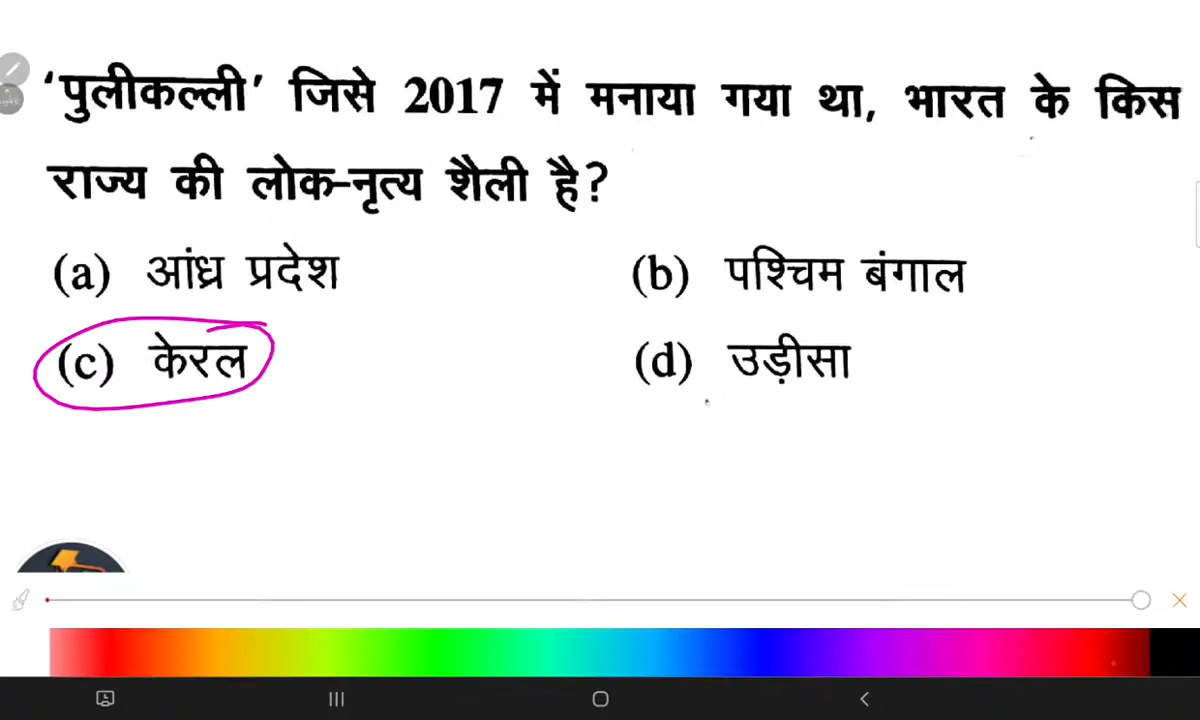 ‘पुलीकल्ली’ जिसे 2017 में मनाया गया था, भारत के किस
राज्य की लोक-नृत्य शैली है?
(a) आंध्र प्रदेश (b) पश्चिम बंगाल
(c) केरल (d) उड़ीसा